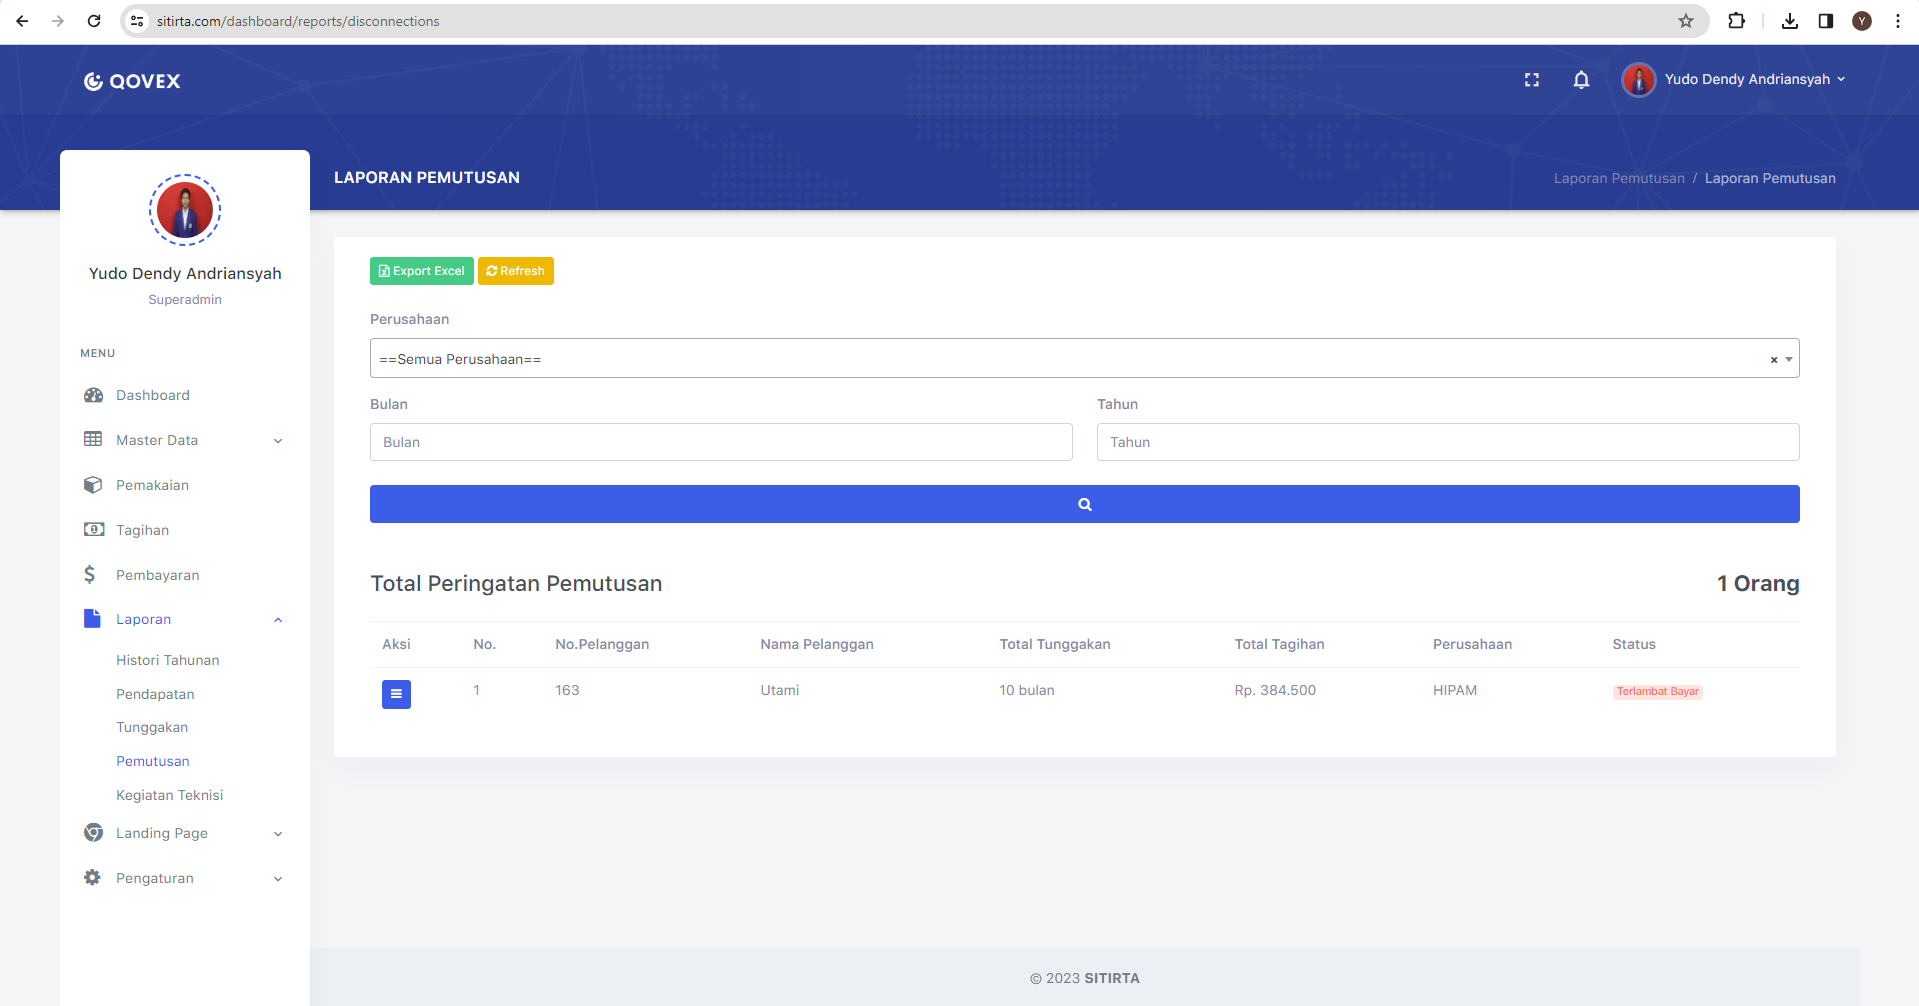 sitirta.com/dashboard/reports/disconnections
Y
QOVEX
Yudo Dendy Andriansyah
LAPORAN PEMUTUSAN
Laporan Pemutusan / Laporan Pemutusan
Yudo Dendy Andriansyah
Superadmin
MENU
Dashboard
Master Data
Pemakaian
Tagihan
Pembayaran
Laporan
Histori Tahunan
Pendapatan
Tunggakan
Pemutusan
Kegiatan Teknisi
Landing Page
Pengaturan
Export Excel Refresh
Perusahaan
==Semua Perusahaan== ×
Bulan Tahun
Bulan Tahun
Total Peringatan Pemutusan 1 Orang
Aksi No. No.Pelanggan Nama Pelanggan Total Tunggakan Total Tagihan Perusahaan Status
1 163 Utami 10 bulan Rp. 384.500 HIPAM Terlambat Bayar
© 2023 SITIRTA